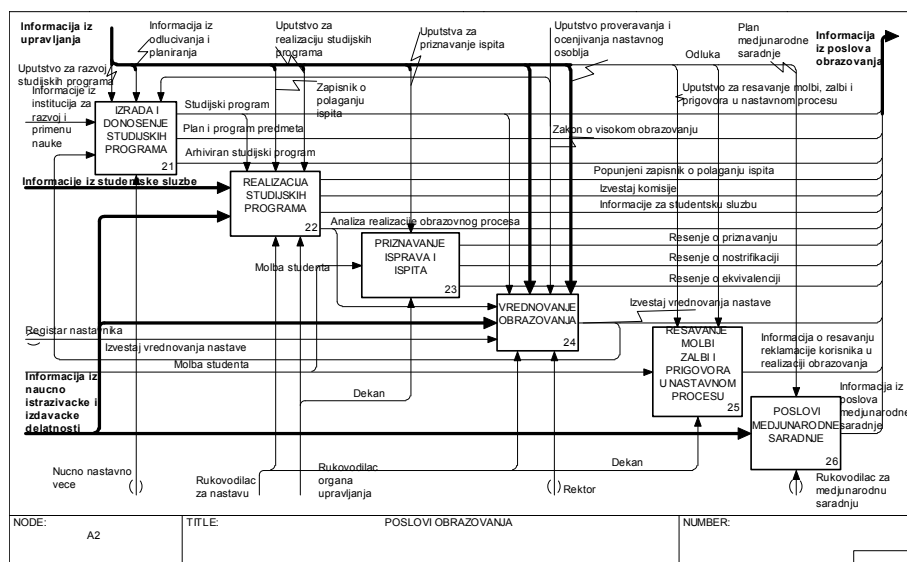 Informacija iz
upravljanja
Informacija iz
odlucivanja i
planiranja
Uputstvo za
realizaciju studijskih
programa
Uputstva za
priznavanje ispita
Uputstvo proveravanja i
ocenjivanja nastavnog
osoblja
Plan
medjunarodne
saradnje
Informacija
iz poslova
obrazovanja
Odluka
Uputstvo za razvoj
studijskih programa
Informacije iz
institucija za
razvoj i
primenu
nauke
Zapisnik o
polaganju
ispita
Uputstvo za resavanje molbi, zalbi i
prigovora u nastavnom procesu
IZRADA I
DONOSENJE
STUDIJSKIH
PROGRAMA
21
Studijski program
Plan i program predmeta
Arhiviran studijski program
Zakon o visokom obrazovanju
Informacije iz studentske sluzbe
REALIZACIJA
STUDIJSKIH
PROGRAMA
22
Popunjeni zapisnik o polaganju ispita
Izvestaj komisije
Informacije za studentsku sluzbu
Analiza realizacije obrazovnog procesa
PRIZNAVANJE
ISPRAVA I
ISPITA
23
Molba studenta
Resenje o priznavanju
Resenje o nostrifikaciji
Resenje o ekvivalenciji
VREDNOVANJE
OBRAZOVANJA
24
Izvestaj vrednovanja nastave
Registar nastavnika
Izvestaj vrednovanja nastave
Molba studenta
RESAVANJE
MOLBI
ZALBI I
PRIGOVORA
U NASTAVNOM
PROCESU
25
Informacija o resavanju
reklamacije korisnika u
realiziciji obrazovanja
Informacija iz
naucno
istrazivacke i
izdavacke
delatnosti
Dekan
POSLOVI
MEDJUNARODNE
SARADNJE
26
Informacija iz
poslova
medjunarodne
saradnje
Nucno nastavno
vece
Rukovodilac
za nastavu
Rukovodilac
organa
upravljanja
Dekan
Rektor
Rukovodilac za
medjunarodnu
saradnju
NODE:
A2
TITLE:
POSLOVI OBRAZOVANJA
NUMBER: